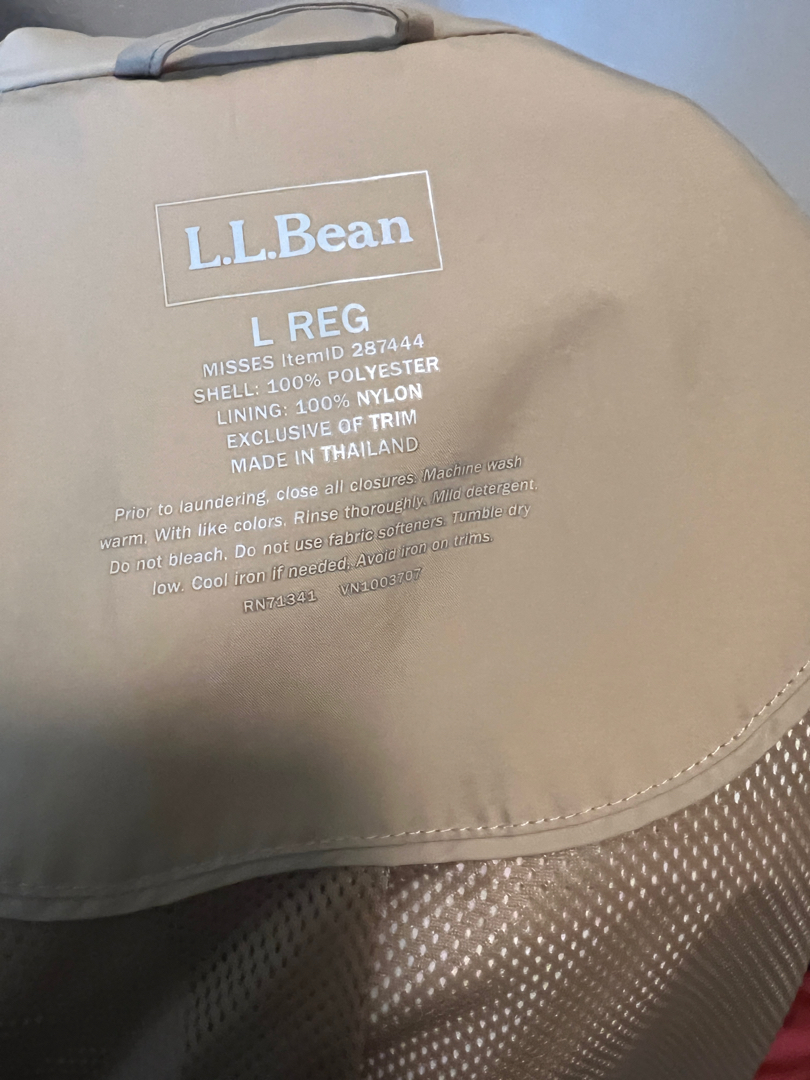 L.L.Bean
L REG
MISSES ItemID 287444
SHELL: 100% POLYESTER
LINING: 100% NYLON
EXCLUSIVE OF TRIM
MADE IN THAILAND
Prior to laundering, close all closures. Machine wash
warm. With like colors. Rinse thoroughly. Mild detergent.
Do not bleach. Do not use fabric softeners. Tumble dry
low. Cool iron if needed. Avoid iron on trims.
RN71341 VN1003707